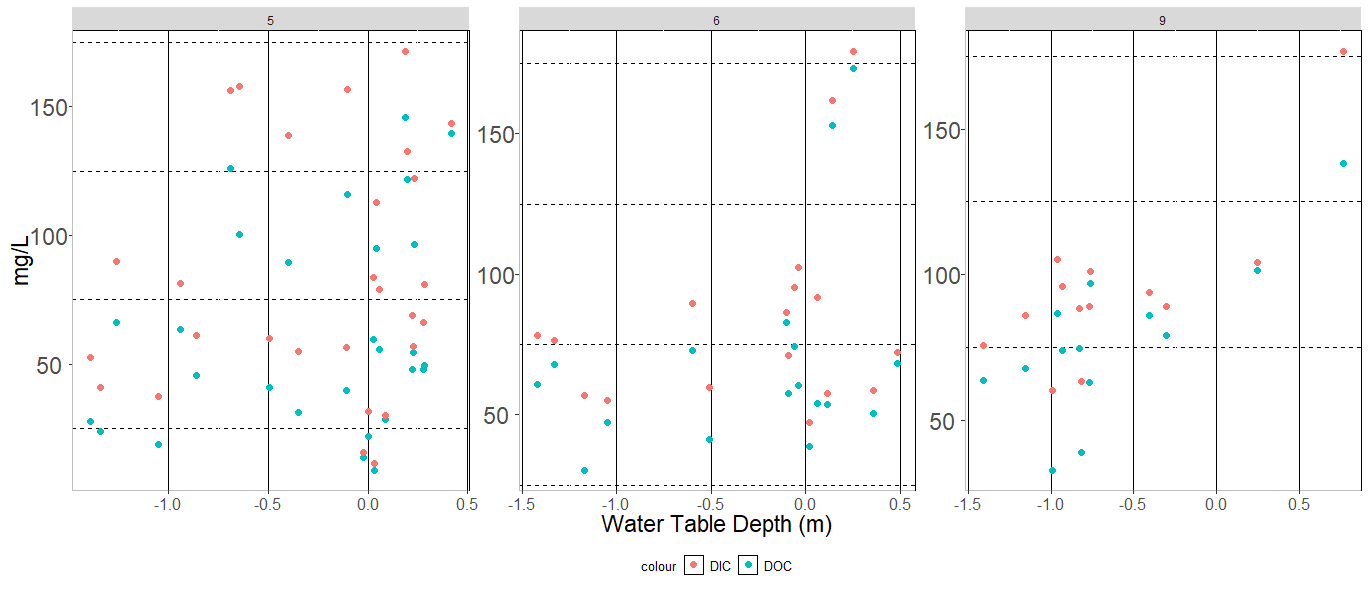 5 6 9
mg/L
150 150 150
100 100 100
50 50 50
-1.0 -0.5 0.0 0.5 -1.5 -1.0 -0.5 0.0 0.5 -1.5 -1.0 -0.5 0.0 0.5
Water Table Depth (m)
colour DIC DOC